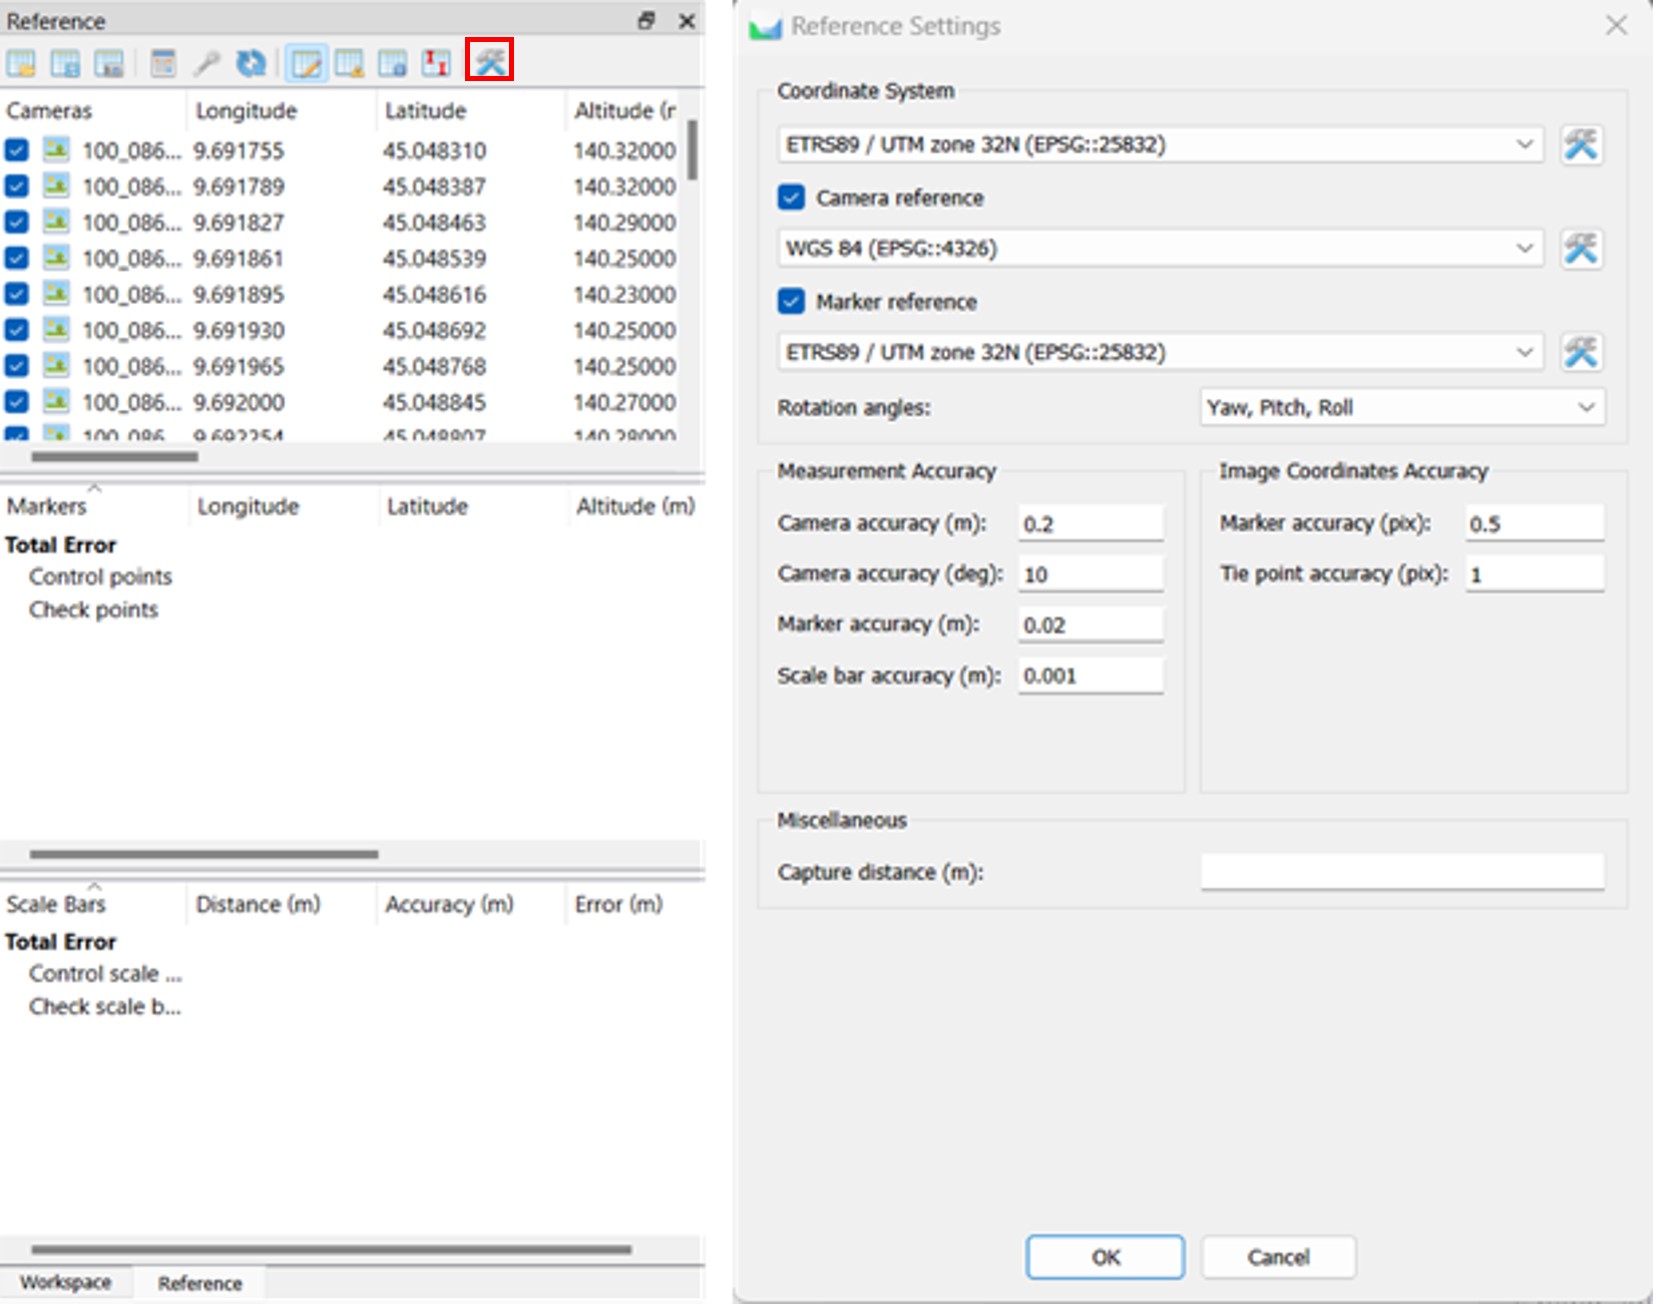 Reference
Cameras Longitude Latitude Altitude (r
100_086... 9.691755 45.048310 140.32000
100_086... 9.691789 45.048387 140.32000
100_086... 9.691827 45.048463 140.29000
100_086... 9.691861 45.048539 140.25000
100_086... 9.691895 45.048616 140.23000
100_086... 9.691930 45.048692 140.25000
100_086... 9.691965 45.048768 140.25000
100_086... 9.692000 45.048845 140.27000
100_086 9.692254 45.048807 140.28000
Markers Longitude Latitude Altitude (m)
Total Error
Control points
Check points
Scale Bars Distance (m) Accuracy (m) Error (m)
Total Error
Control scale ...
Check scale b...
Workspace Reference
Reference Settings
Coordinate System
ETRS89 / UTM zone 32N (EPSG::25832)
Camera reference
WGS 84 (EPSG::4326)
Marker reference
ETRS89 / UTM zone 32N (EPSG::25832)
Rotation angles: Yaw, Pitch, Roll
Measurement Accuracy
Camera accuracy (m): 0.2
Camera accuracy (deg): 10
Marker accuracy (m): 0.02
Scale bar accuracy (m): 0.001
Image Coordinates Accuracy
Marker accuracy (pix): 0.5
Tie point accuracy (pix): 1
Miscellaneous
Capture distance (m):
OK Cancel